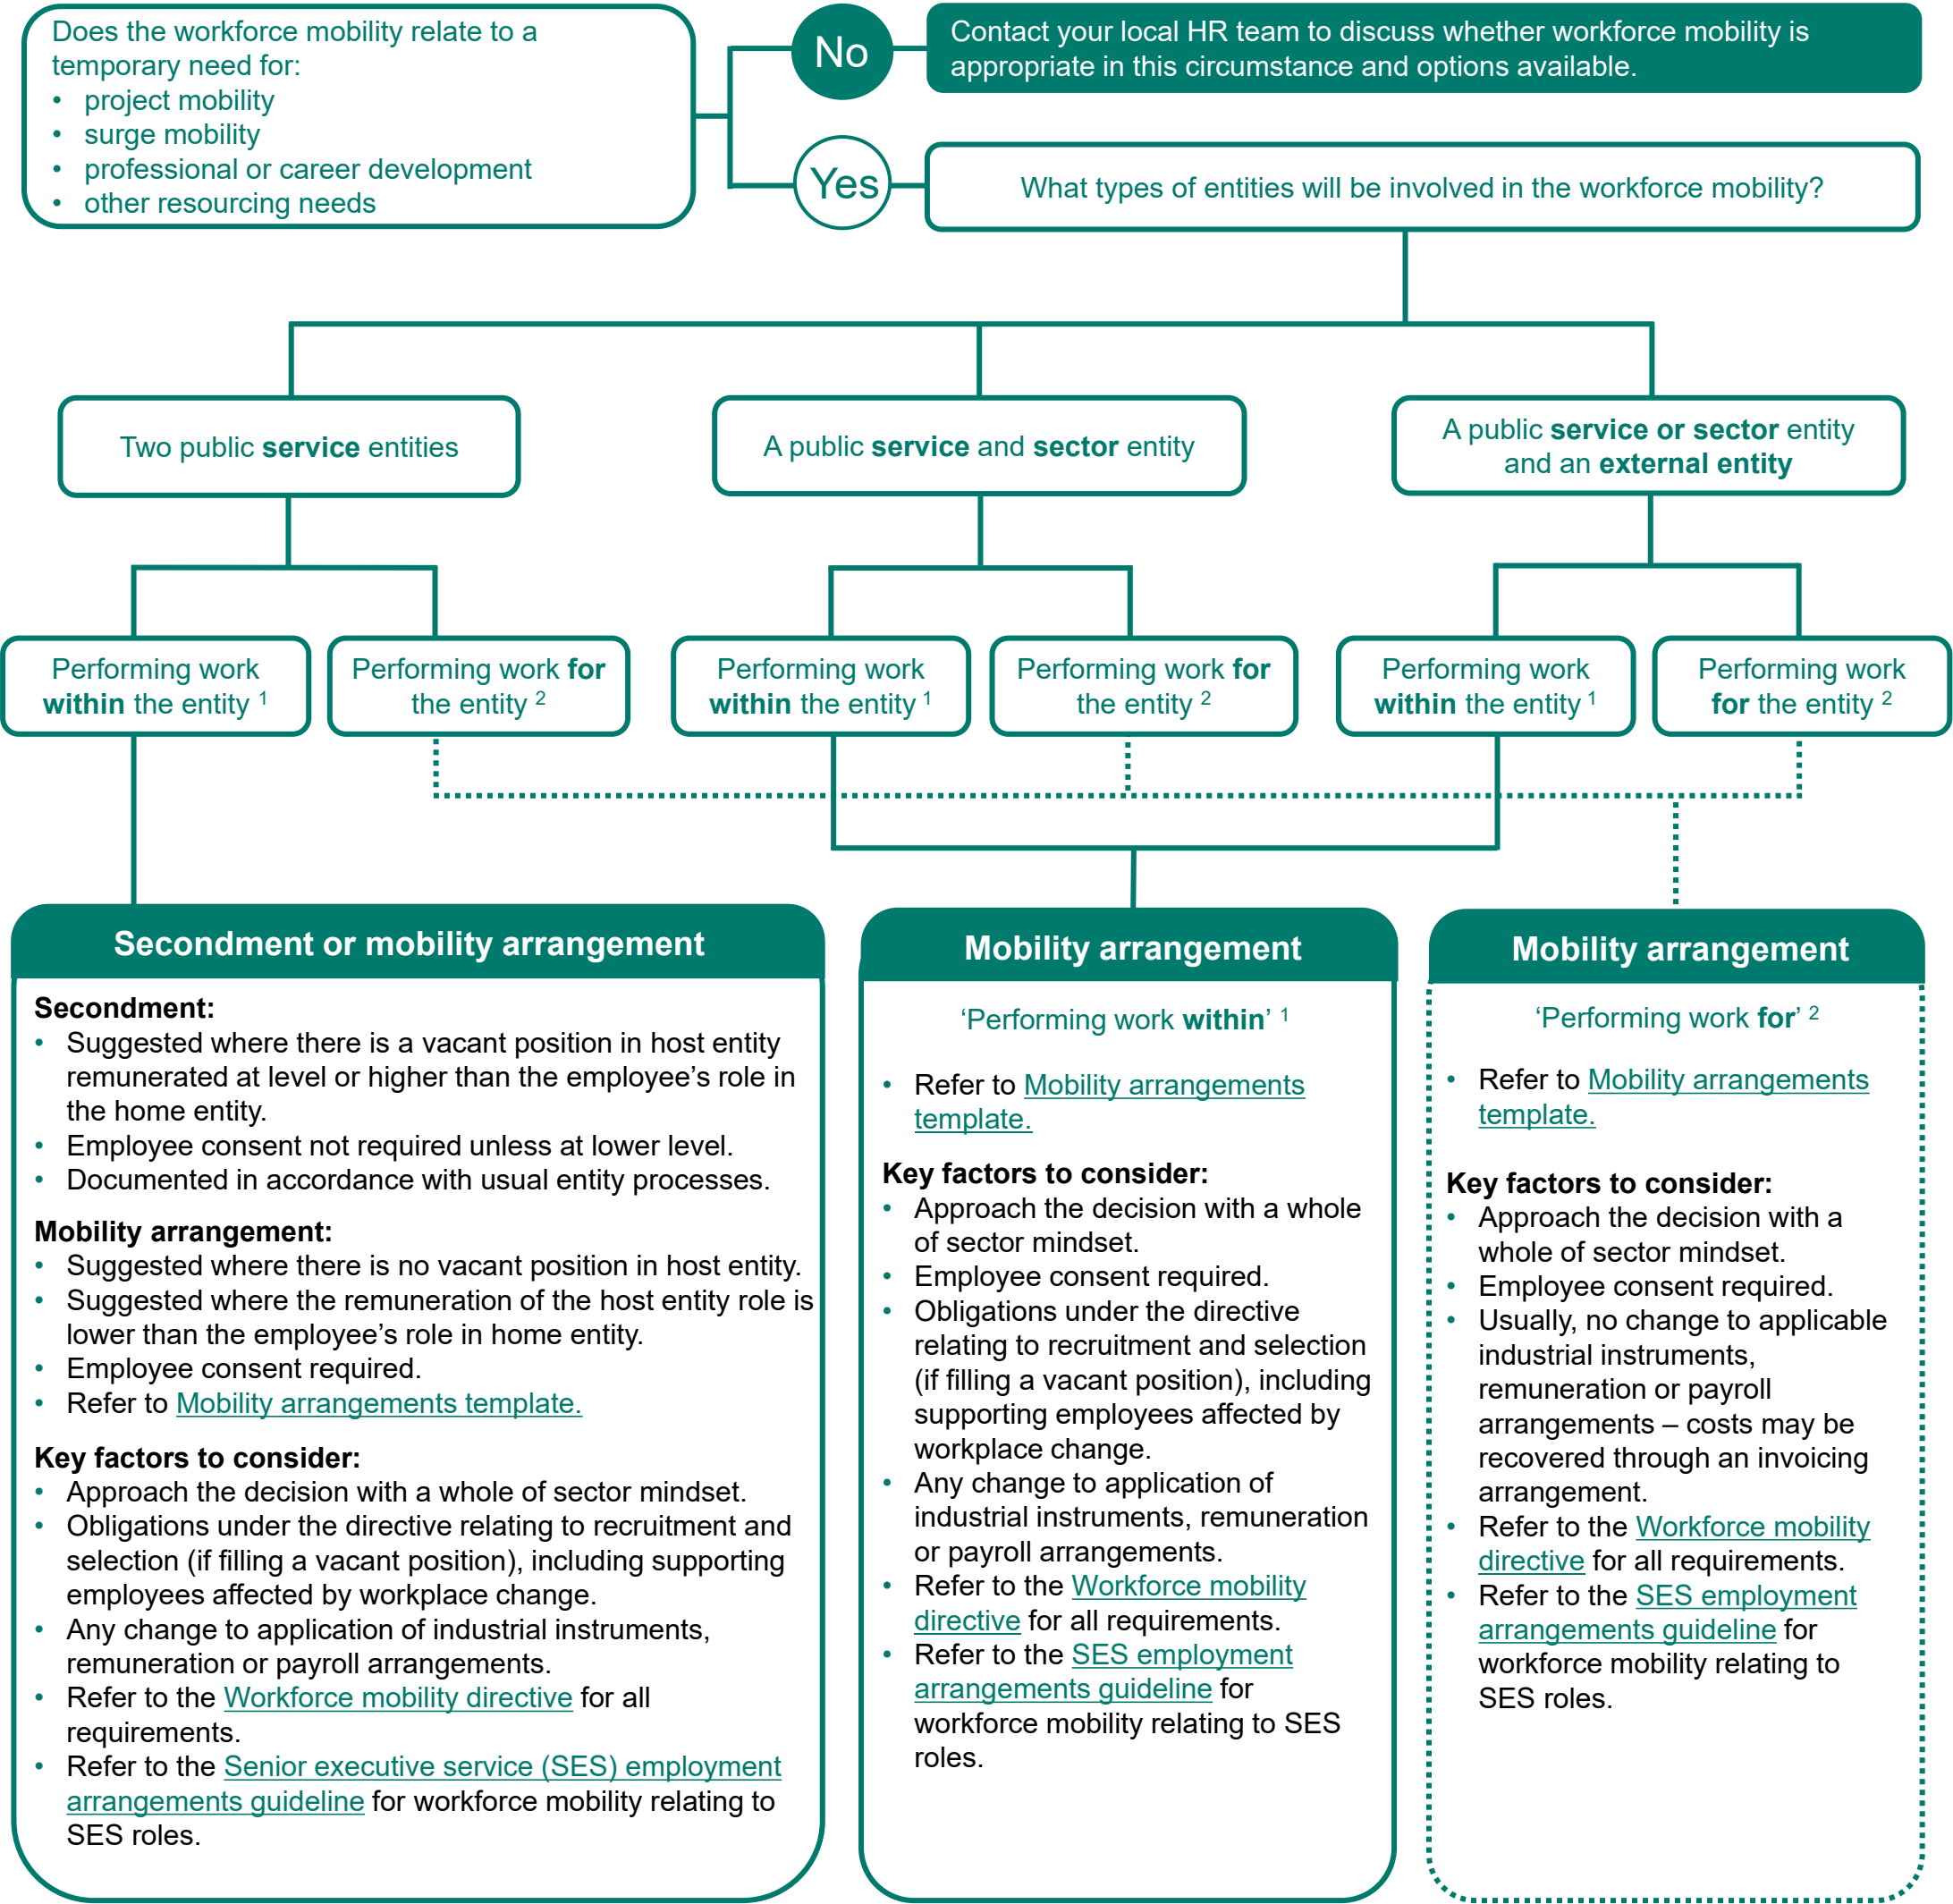 Does the workforce mobility relate to a
temporary need for:
• project mobility
• surge mobility
• professional or career development
• other resourcing needs
No
Contact your local HR team to discuss whether workforce mobility is
appropriate in this circumstance and options available.
Yes
What types of entities will be involved in the workforce mobility?
Two public service entities
A public service and sector entity
A public service or sector entity
and an external entity
Performing work
within the entity 1
Performing work for
the entity 2
Performing work
within the entity 1
Performing work for
the entity 2
Performing work
within the entity 1
Performing work
for the entity 2
Secondment or mobility arrangement
Secondment:
• Suggested where there is a vacant position in host entity
remunerated at level or higher than the employee’s role in
the home entity.
• Employee consent not required unless at lower level.
• Documented in accordance with usual entity processes.
Mobility arrangement:
• Suggested where there is no vacant position in host entity.
• Suggested where the remuneration of the host entity role is
lower than the employee’s role in home entity.
• Employee consent required.
• Refer to Mobility arrangements template.
Key factors to consider:
• Approach the decision with a whole of sector mindset.
• Obligations under the directive relating to recruitment and
selection (if filling a vacant position), including supporting
employees affected by workplace change.
• Any change to application of industrial instruments,
remuneration or payroll arrangements.
• Refer to the Workforce mobility directive for all
requirements.
• Refer to the Senior executive service (SES) employment
arrangements guideline for workforce mobility relating to
SES roles.
Mobility arrangement
‘Performing work within’ 1
• Refer to Mobility arrangements
template.
Key factors to consider:
• Approach the decision with a whole
of sector mindset.
• Employee consent required.
• Obligations under the directive
relating to recruitment and selection
(if filling a vacant position), including
supporting employees affected by
workplace change.
• Any change to application of
industrial instruments, remuneration
or payroll arrangements.
• Refer to the Workforce mobility
directive for all requirements.
• Refer to the SES employment
arrangements guideline for
workforce mobility relating to SES
roles.
Mobility arrangement
‘Performing work for’ 2
• Refer to Mobility arrangements
template.
Key factors to consider:
• Approach the decision with a
whole of sector mindset.
• Employee consent required.
• Usually, no change to applicable
industrial instruments,
remuneration or payroll
arrangements – costs may be
recovered through an invoicing
arrangement.
• Refer to the Workforce mobility
directive for all requirements.
• Refer to the SES employment
arrangements guideline for
workforce mobility relating to
SES roles.